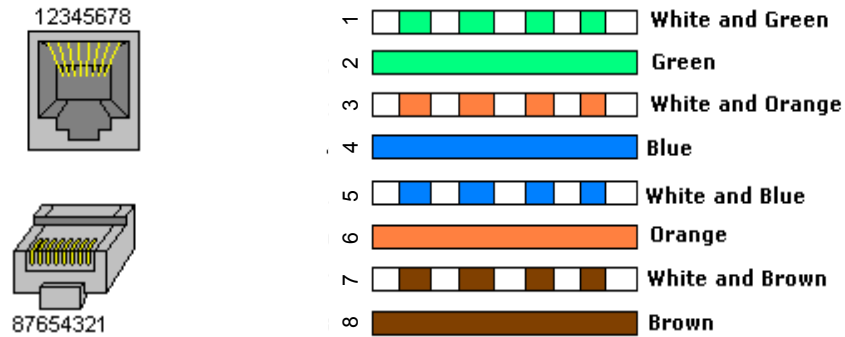 12345678
87654321
1 White and Green
2 Green
3 White and Orange
4 Blue
5 White and Blue
6 Orange
7 White and Brown
8 Brown